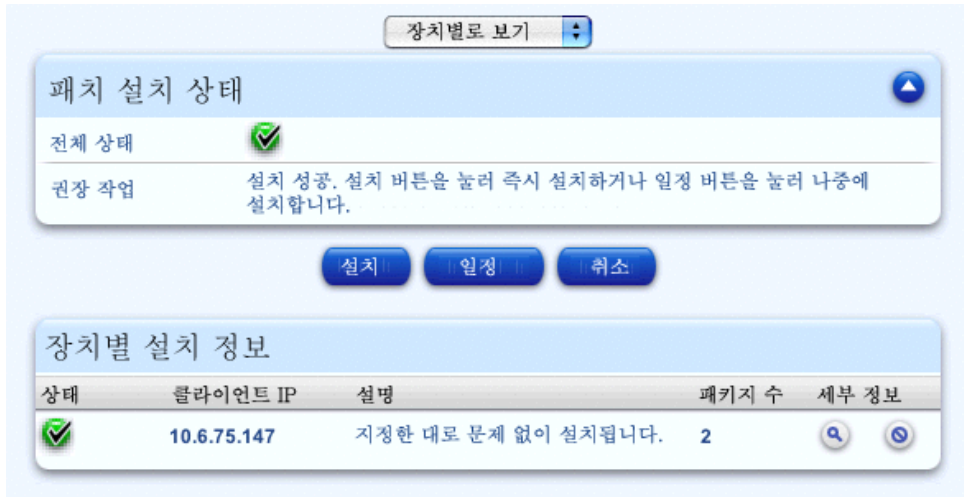 장치별로 보기
패치 설치 상태
전체 상태
권장 작업 설치 성공. 설치 버튼을 눌러 즉시 설치하거나 일정 버튼을 눌러 나중에
설치합니다.
설치 일정 취소
장치별 설치 정보
상태 클라이언트 IP 설명 패키지 수 세부 정보
10.6.75.147 지정한 대로 문제 없이 설치됩니다. 2